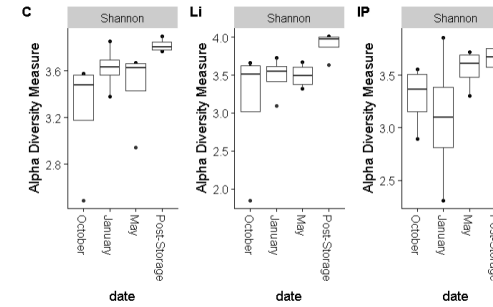 C
Shannon
Alpha Diversity Measure
3.6
3.2
2.8
October
January
May
Post-Storage
date
Li
Shannon
Alpha Diversity Measure
4.0
3.5
3.0
2.5
2.0
October
January
May
Post-Storage
date
IP
Shannon
Alpha Diversity Measure
3.5
3.0
2.5
October
January
May
date